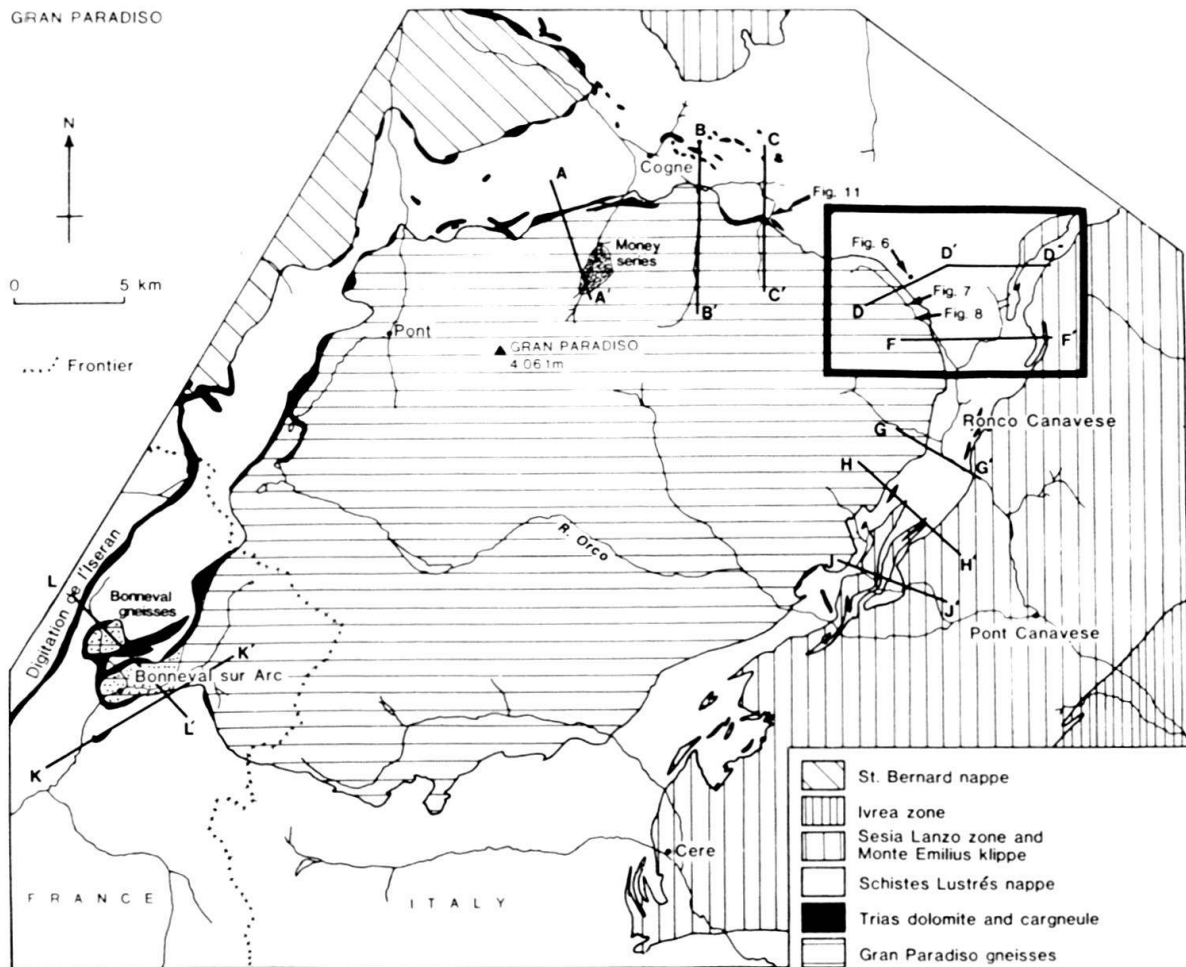 GRAN PARADISO
N
0 5 km
Frontier
B
C
Cogne
A
Fig. 11
Money
series
A'
B'
C'
Fig. 6
D'
D"
Fig. 7
D
Fig. 8
F
F'
Pont
GRAN PARADISO
4.061m
Ronco Canavese
G
G'
H
H'
R. Orco
J
J'
Pont Canavese
Digitation de l'Iseran
L
Bonneval
gneisses
K'
Bonneval sur Arc
L'
K
Cere
FRANCE
ITALY
St. Bernard nappe
Ivrea zone
Sesia Lanzo zone and
Monte Emilius klippe
Schistes Lustrés nappe
Trias dolomite and cargneule
Gran Paradiso gneisses